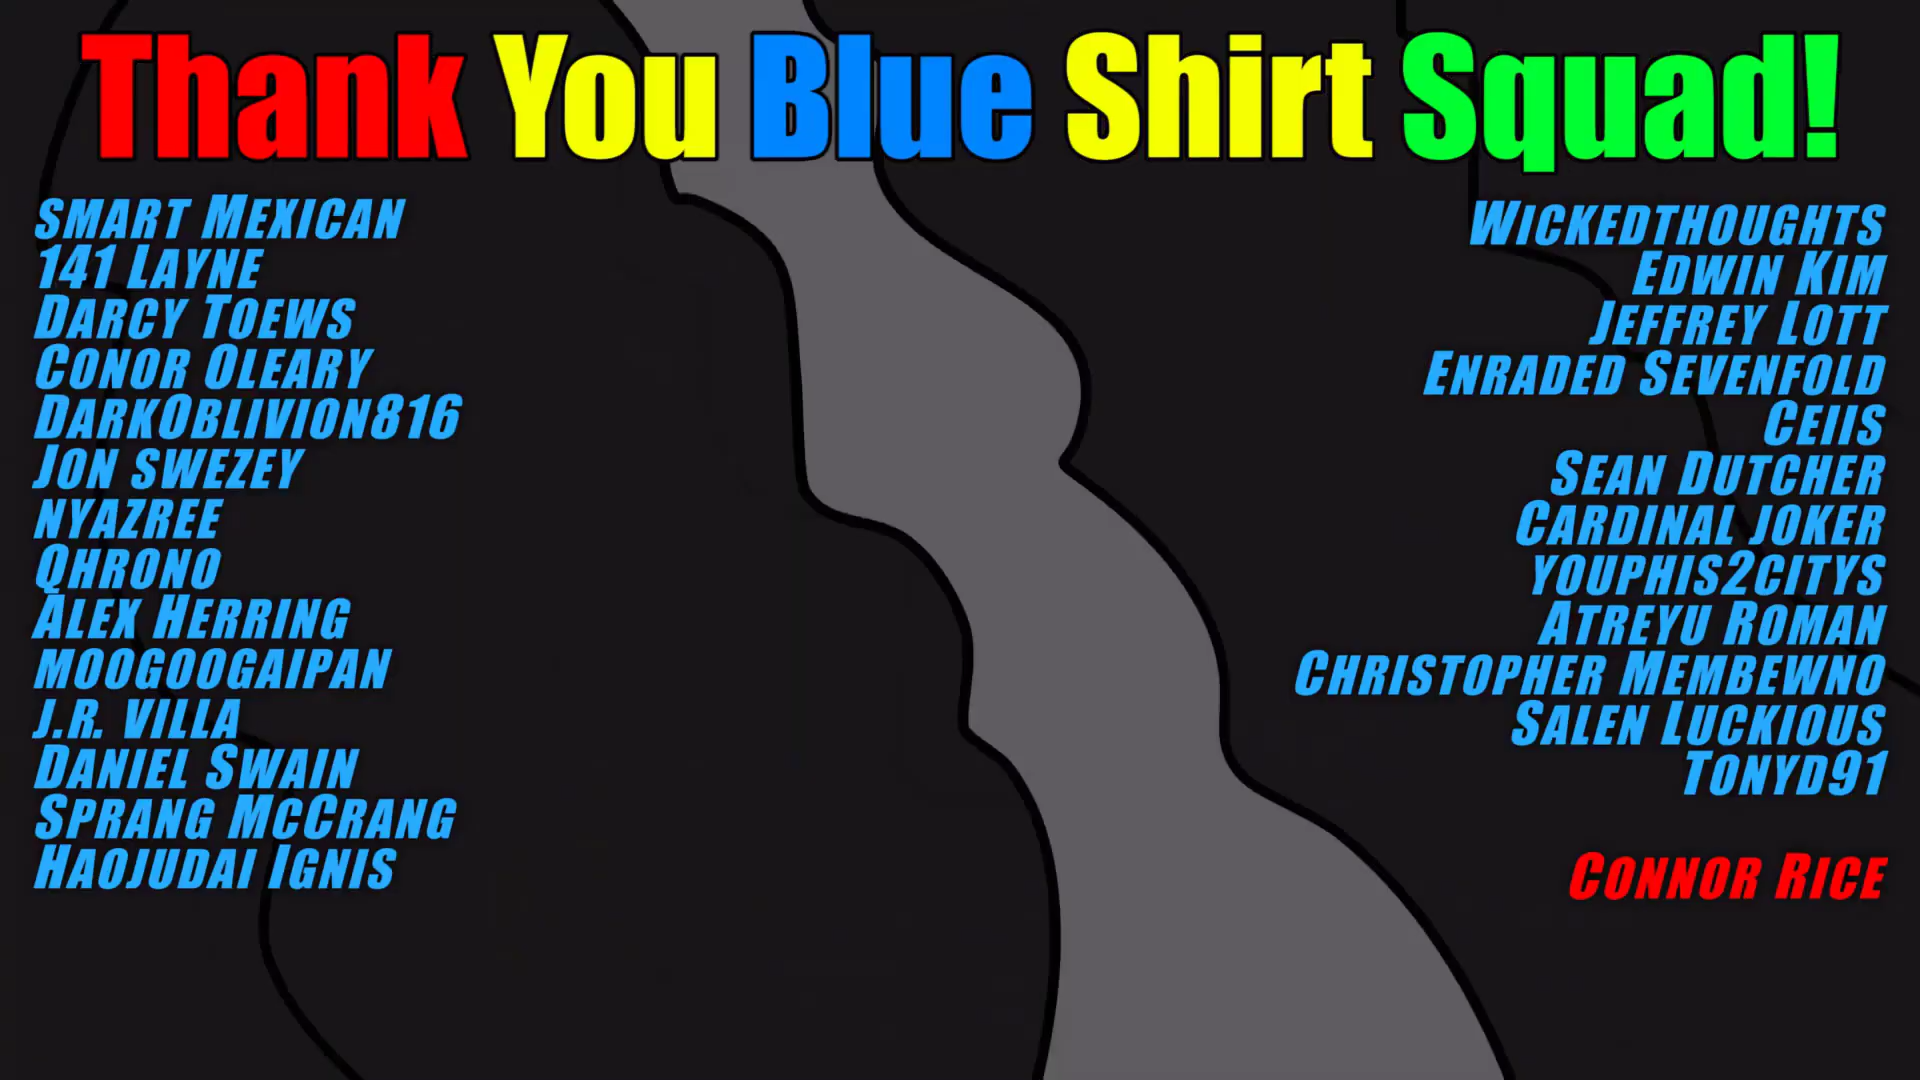 Thank You Blue Shirt Squad!
SMART MEXICAN
141 LAYNE
DARCY TOEWS
CONOR OLEARY
DARKOBLIVION816
JON SWEZEY
NYAZREE
QHRONO
ALEX HERRING
MOOGOOGAIPAN
J.R. VILLA
DANIEL SWAIN
SPRANG MCCRANG
HAOJUDAI IGNIS
WICKEDTHOUGHTS
EDWIN KIM
JEFFREY LOTT
ENRADED SEVENFOLD
CEIIS
SEAN DUTCHER
CARDINAL JOKER
YOUPHIS2CITYS
ATREYU ROMAN
CHRISTOPHER MEMBEWNO
SALEN LUCKIOUS
TONYD91
CONNOR RICE